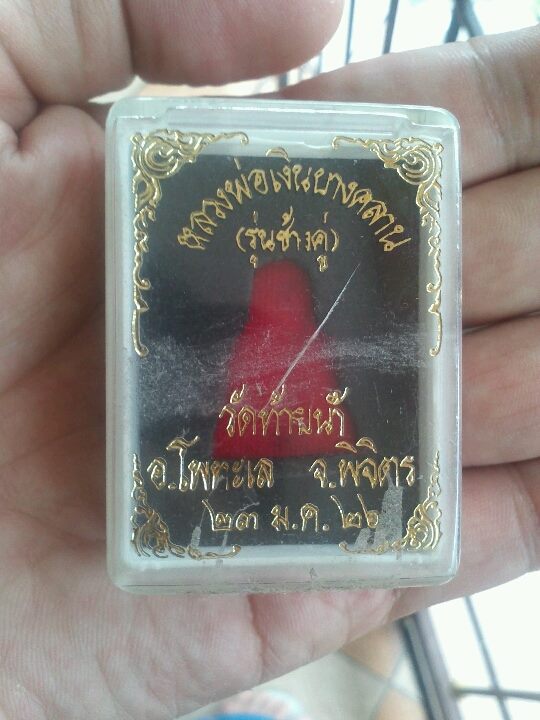 หลวงพ่อเงินบางคลาน
(รุ่นช้างคู่)
วัดท้ายน้ำ
อ.โพทะเล จ.พิจิตร
๒๓ ม.ค. ๒๖